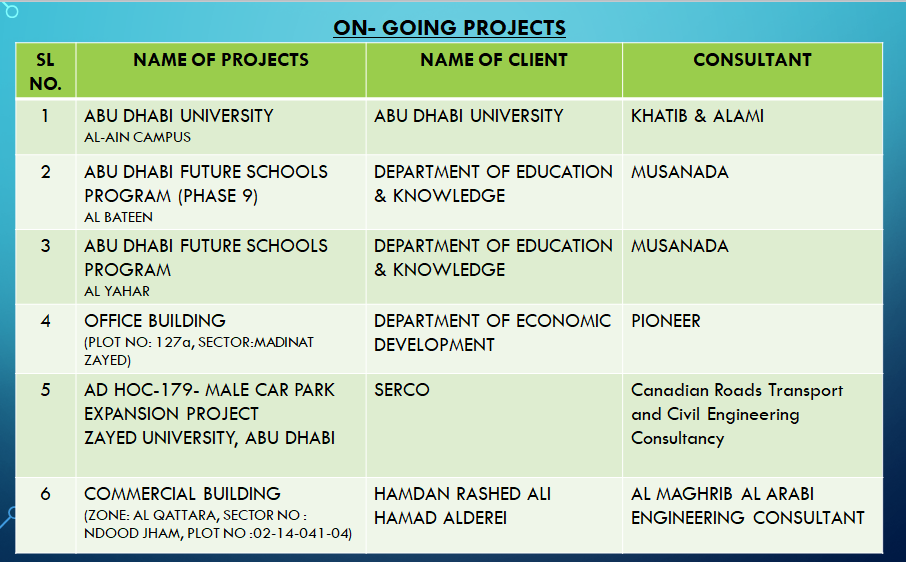 ON- GOING PROJECTS
SL NO. NAME OF PROJECTS NAME OF CLIENT CONSULTANT
1 ABU DHABI UNIVERSITY ABU DHABI UNIVERSITY KHATIB & ALAMI
AL-AIN CAMPUS
2 ABU DHABI FUTURE SCHOOLS DEPARTMENT OF EDUCATION MUSANADA
PROGRAM (PHASE 9) & KNOWLEDGE
AL BATEEN
3 ABU DHABI FUTURE SCHOOLS DEPARTMENT OF EDUCATION MUSANADA
PROGRAM & KNOWLEDGE
AL YAHAR
4 OFFICE BUILDING DEPARTMENT OF ECONOMIC PIONEER
(PLOT NO: 127a, SECTOR:MADINAT DEVELOPMENT
ZAYED)
5 AD HOC-179- MALE CAR PARK SERCO Canadian Roads Transport
EXPANSION PROJECT and Civil Engineering
ZAYED UNIVERSITY, ABU DHABI Consultancy
6 COMMERCIAL BUILDING HAMDAN RASHED ALI AL MAGHRIB AL ARABI
(ZONE: AL QATTARA, SECTOR NO : HAMAD ALDEREI ENGINEERING CONSULTANT
NDOOD JHAM, PLOT NO :02-14-041-04)